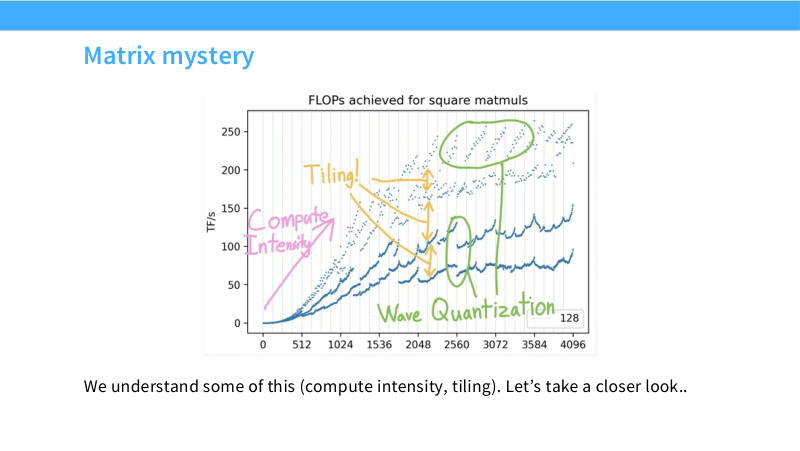 Matrix mystery
FLOPs achieved for square matmuls
TF/s
250
200
150
100
50
0
0 512 1024 1536 2048 2560 3072 3584 4096
128
Tiling!
Compute
Intensity
Wave Quantization
We understand some of this (compute intensity, tiling). Let’s take a closer look..